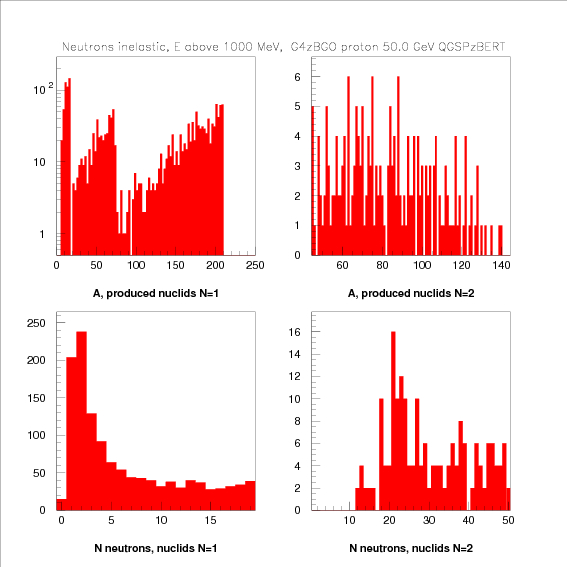 Neutrons inelastic, E above 1000 MeV, G4zBGO proton 50.0 GeV QGSPzBERT
10 2
10
1
0 50 100 150 200 250
A, produced nuclids N=1
6
5
4
3
2
1
0
60 80 100 120 140
A, produced nuclids N=2
250
200
150
100
50
0
0 5 10 15
N neutrons, nuclids N=1
16
14
12
10
8
6
4
2
0
10 20 30 40 50
N neutrons, nuclids N=2